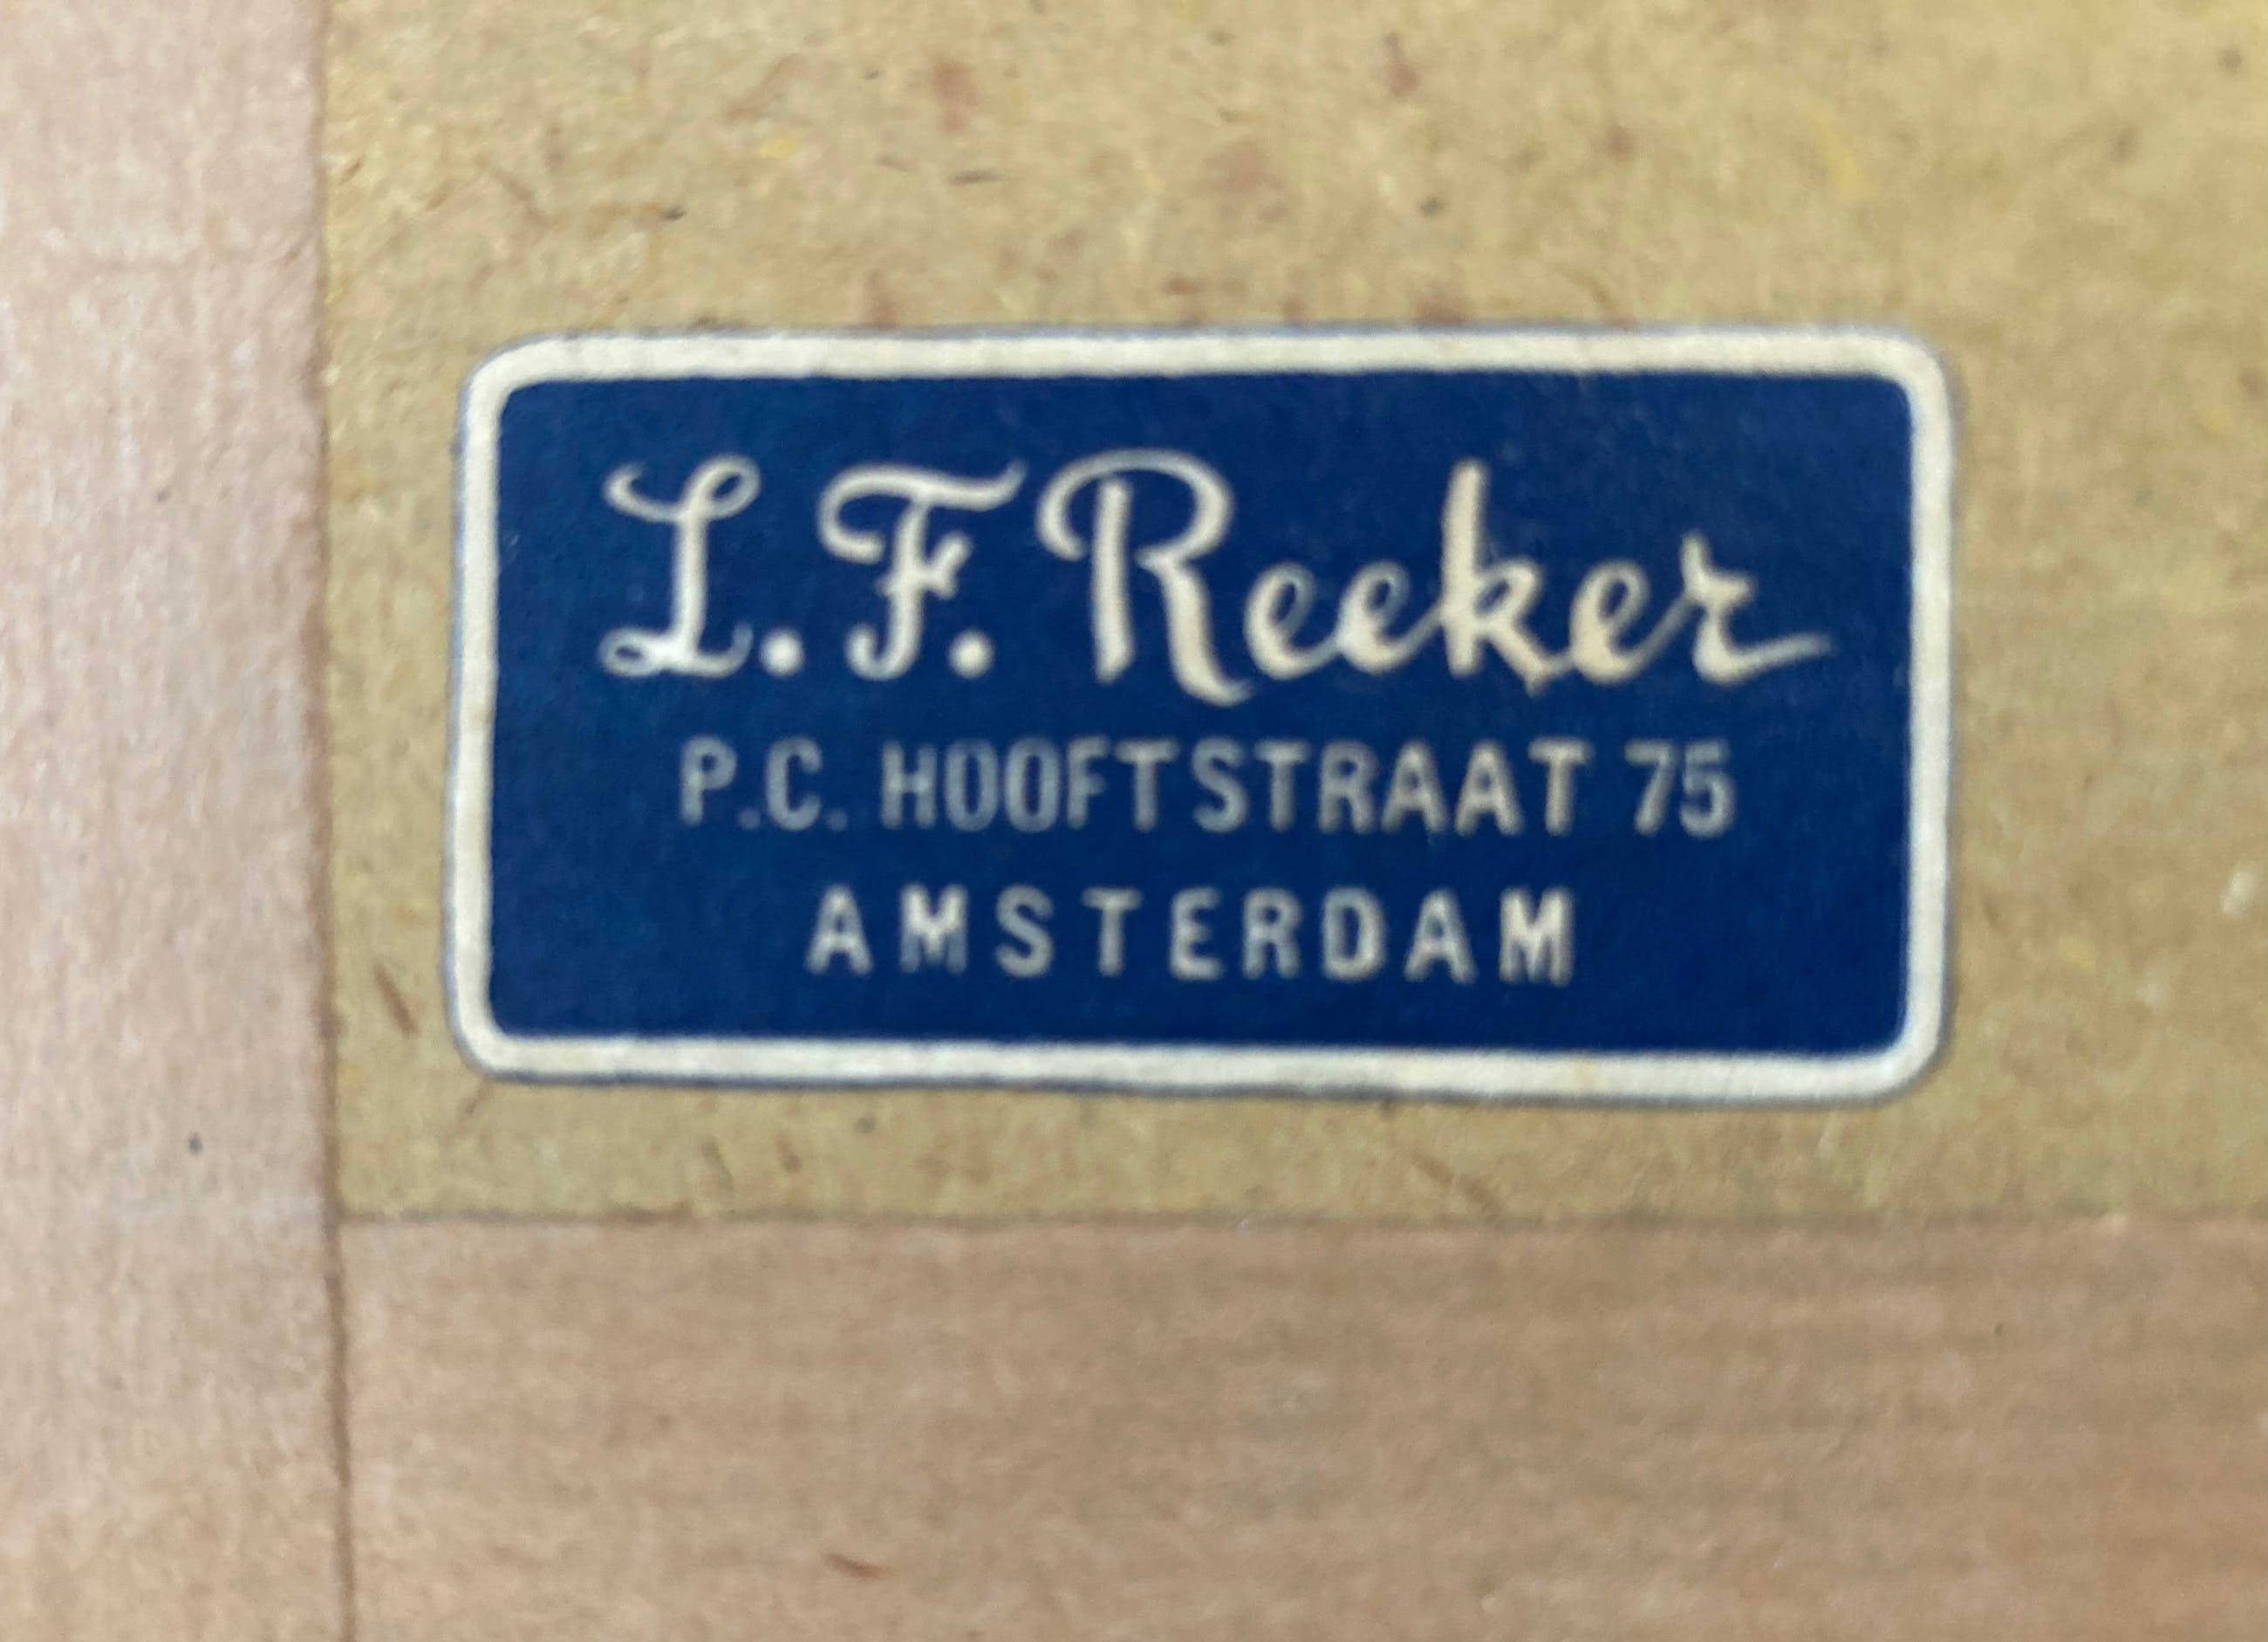 L. F. Reeker
P.C. HOOFTSTRAAT 75
AMSTERDAM